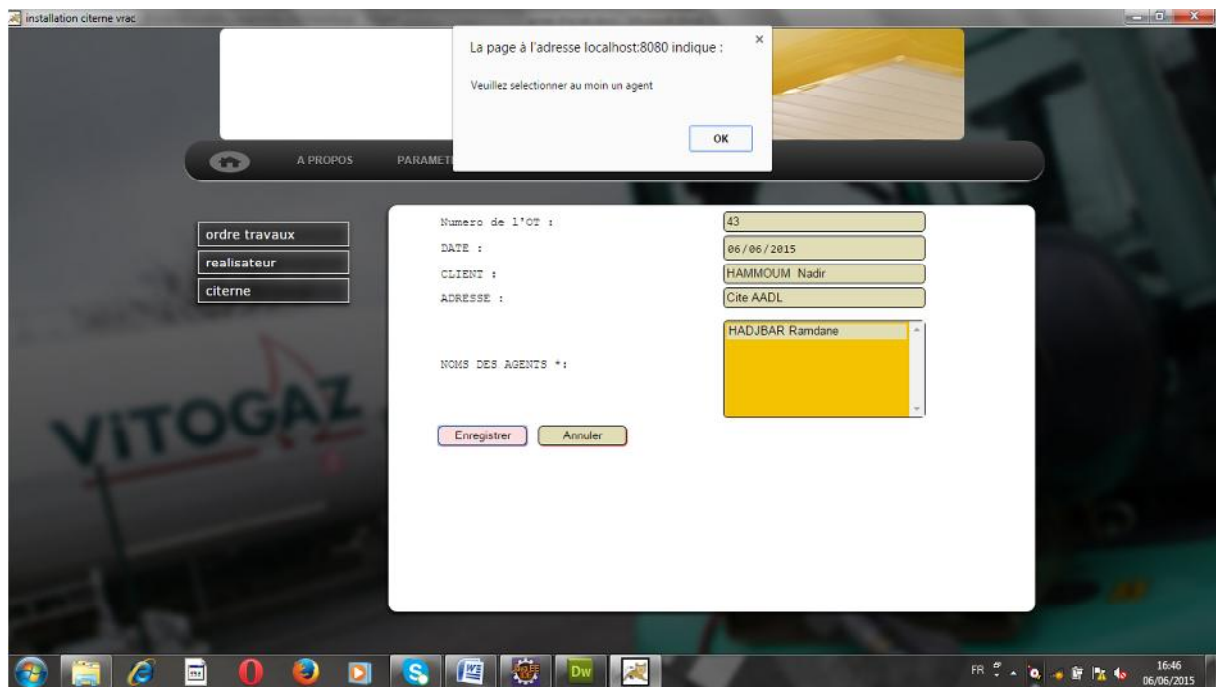 installation citerne vrac
La page à l'adresse localhost:8080 indique :
Veuillez selectionner au moin un agent
OK
A PROPOS
ordre travaux
realisateur
citerne
Numero de l'OT :
43
DATE :
06/06/2015
CLIENT :
HAMMOUM Nadir
ADRESSE :
Cite AADL
NOMS DES AGENTS *:
HADJBAR Ramdane
Enregistrer
Annuler
VITOGAZ
Dw
FR
16:46
06/06/2015